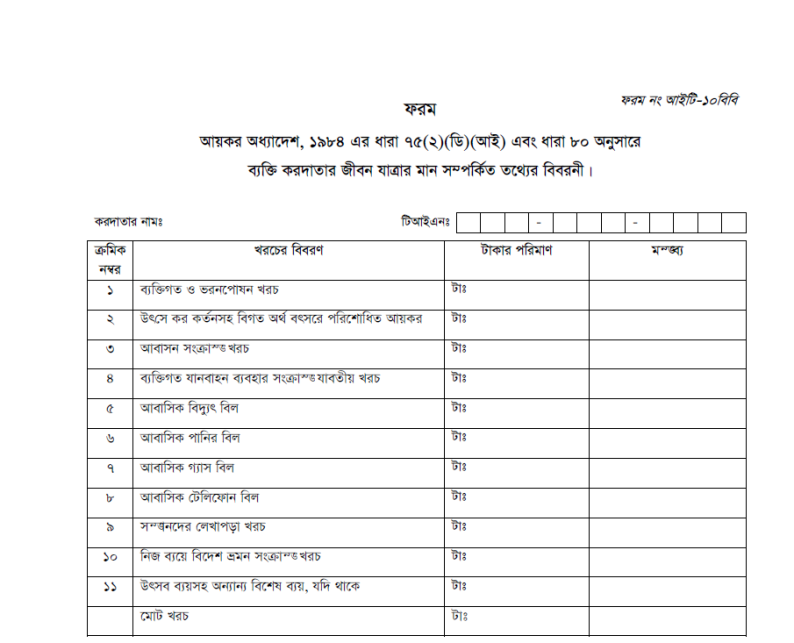 ফরম নং আইটি-১০বিবি
ফরম
আয়কর অধ্যাদেশ, ১৯৮৪ এর ধারা ৭৫(২)(ডি)(আই) এবং ধারা ৮০ অনুসারে
ব্যক্তি করদাতার জীবন যাত্রার মান সম্পর্কিত তথ্যের বিবরনী।
করদাতার নামঃ টিআইএনঃ - -
ক্রমিক নম্বর খরচের বিবরণ টাকার পরিমাণ মন্তব্য
১ ব্যক্তিগত ও ভরনপোষন খরচ টাঃ
২ উৎসে কর কর্তনসহ বিগত অর্থ বৎসরে পরিশোধিত আয়কর টাঃ
৩ আবাসন সংক্রান্ত খরচ টাঃ
৪ ব্যক্তিগত যানবাহন ব্যবহার সংক্রান্ত যাবতীয় খরচ টাঃ
৫ আবাসিক বিদ্যুৎ বিল টাঃ
৬ আবাসিক পানির বিল টাঃ
৭ আবাসিক গ্যাস বিল টাঃ
৮ আবাসিক টেলিফোন বিল টাঃ
৯ সন্তানদের লেখাপড়া খরচ টাঃ
১০ নিজ ব্যয়ে বিদেশ ভ্রমন সংক্রান্ত খরচ টাঃ
১১ উৎসব ব্যয়সহ অন্যান্য বিশেষ ব্যয়, যদি থাকে টাঃ
মোট খরচ টাঃ